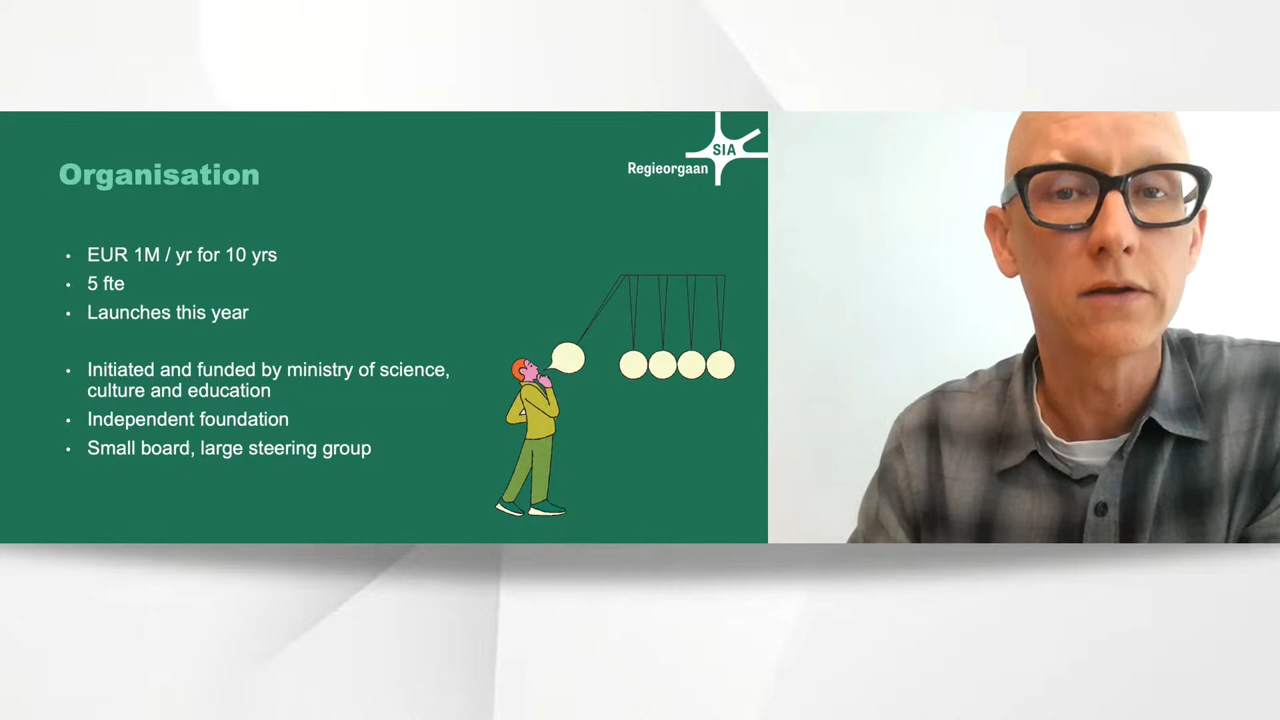 SIA
Regieorgaan
Organisation
• EUR 1M / yr for 10 yrs
• 5 fte
• Launches this year
• Initiated and funded by ministry of science,
culture and education
• Independent foundation
• Small board, large steering group